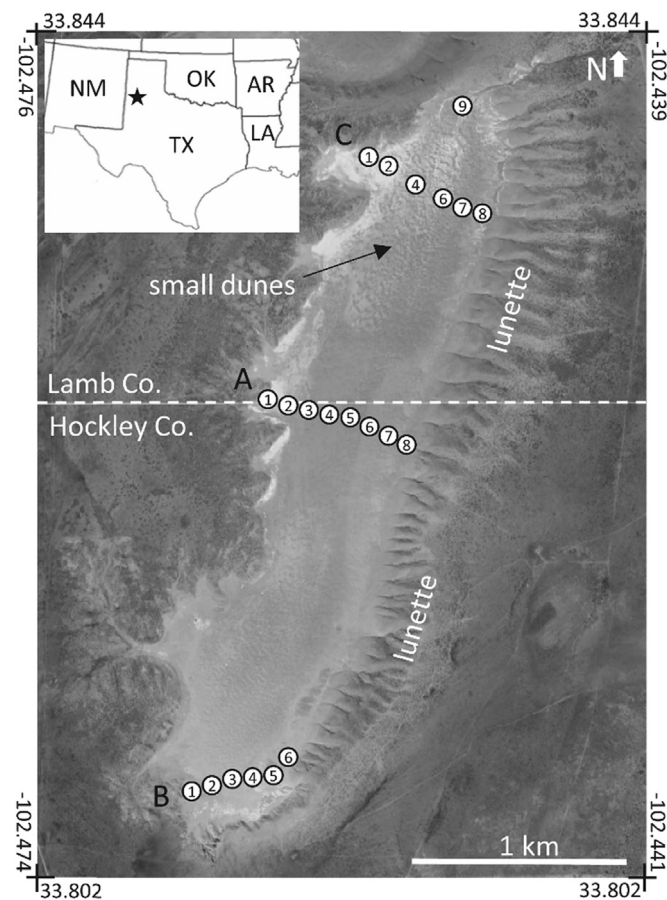 33.844
33.844
-102.476
-102.439
NM
OK
AR
TX
LA
N
9
C
1
2
4
6
7
8
small dunes
lunette
Lamb Co.
A
1
2
3
4
5
6
7
8
Hockley Co.
lunette
B
1
2
3
4
5
6
1 km
-102.474
-102.441
33.802
33.802